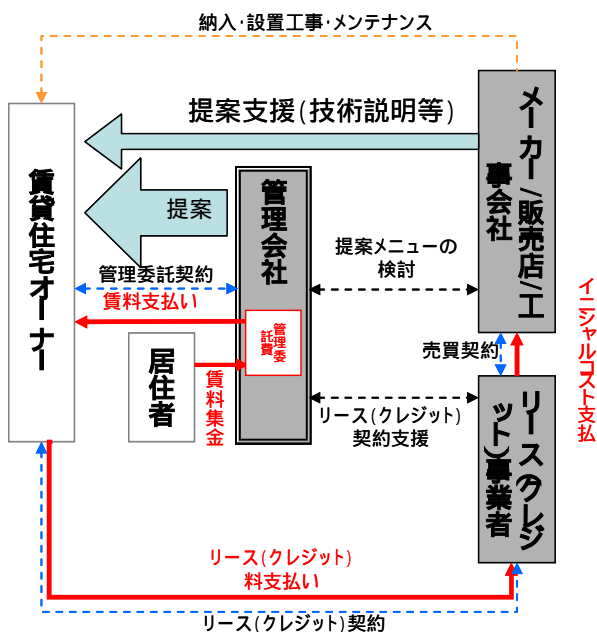 納入・設置工事・メンテナンス
提案支援(技術説明等)
メーカー/販売店/工
事会社
賃貸住宅オーナー
提案
管理会社
提案メニューの
検討
管理委託契約
賃料支払い
管理委
託費
居住者
賃料集金
売買契約
イニシャルコスト支払
リース(クレジット)
契約支援
リース(クレジ
ット)事業者
リース(クレジット)
料支払い
リース(クレジット)契約